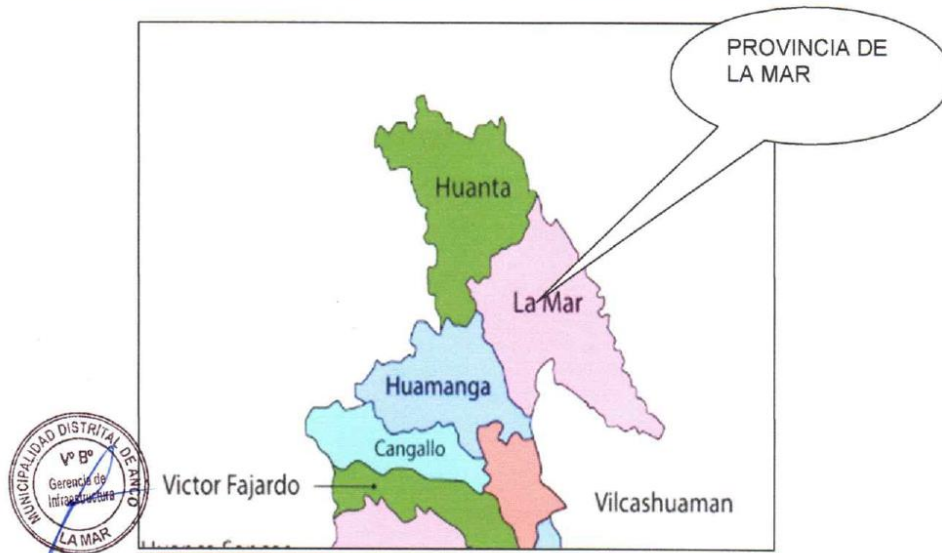 PROVINCIA DE
LA MAR
Huanta
La Mar
Huamanga
Cangallo
Victor Fajardo
Vilcashuaman
MUNICIPALIDAD DISTRITAL DE ANCO
Vº Bº
Gerencia de
Infraestructura
LA MAR